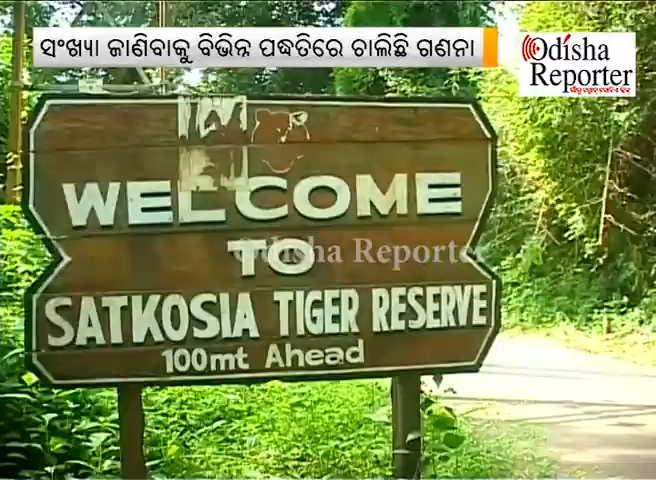 ସଂଖ୍ୟା ଜାଣିବାକୁ ବିଭିନ୍ନ ପଦ୍ଧତିରେ ଚାଲିଛି ଗଣନା
Odisha
Reporter
WELCOME
TO
Odisha Reporter
SATKOSIA TIGER RESERVE
100mt Ahead